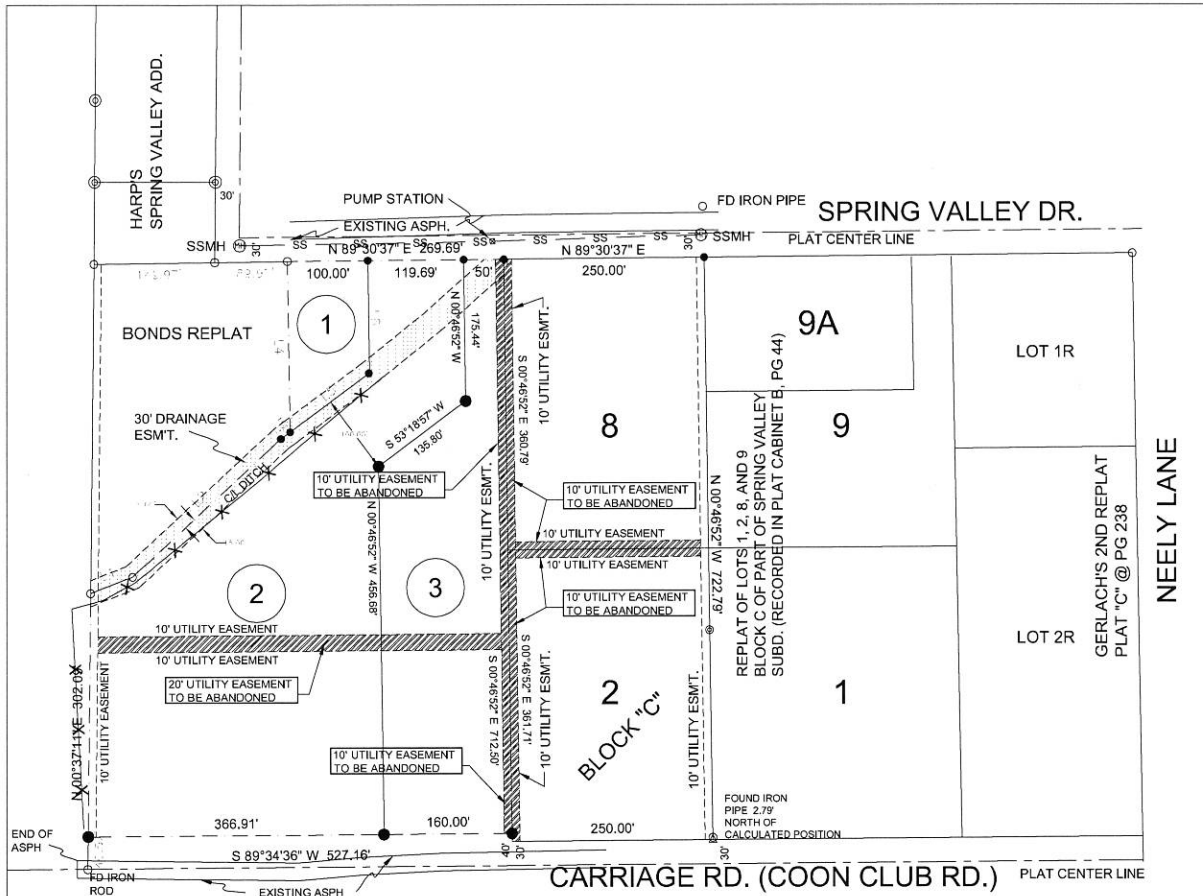 HARP'S
SPRING VALLEY ADD.
30'
PUMP STATION
FD IRON PIPE
SPRING VALLEY DR.
EXISTING ASPH.
SSMH
30'
SS
SS
SS
SS
SS
SS
SS
30'
SSMH
PLAT CENTER LINE
N 89°30'37" E 269.69'
N 89°30'37" E
100.00'
119.69'
50'
250.00'
BONDS REPLAT
1
L4
N 00°46'52" W
175.44'
S 00°46'52" E 360.79'
10' UTILITY ESM'T.
8
9A
9
LOT 1R
30' DRAINAGE
ESM'T.
C/L DITCH
S 53°18'57" W
135.80'
10' UTILITY EASEMENT
TO BE ABANDONED
10' UTILITY EASEMENT
TO BE ABANDONED
10' UTILITY ESM'T.
10' UTILITY EASEMENT
10' UTILITY EASEMENT
10' UTILITY EASEMENT
TO BE ABANDONED
N 00°46'52" W 456.68'
N 00°46'52" W 722.79'
REPLAT OF LOTS 1, 2, 8, AND 9
BLOCK C OF PART OF SPRING VALLEY
SUBD. (RECORDED IN PLAT CABINET B, PG 44)
GERLACH'S 2ND REPLAT
PLAT "C" @ PG 238
NEELY LANE
2
3
10' UTILITY EASEMENT
10' UTILITY EASEMENT
20' UTILITY EASEMENT
TO BE ABANDONED
N 00°37'11" E 302.09'
10' UTILITY EASEMENT
S 00°46'52" E 712.50'
S 00°46'52" E 361.71'
10' UTILITY ESM'T.
10' UTILITY EASEMENT
TO BE ABANDONED
2
BLOCK "C"
10' UTILITY ESM'T.
1
LOT 2R
FOUND IRON
PIPE 2.79'
NORTH OF
CALCULATED POSITION
366.91'
160.00'
250.00'
END OF
ASPH
S 89°34'36" W 527.16'
40'
30'
30'
FD IRON
ROD
EXISTING ASPH
CARRIAGE RD. (COON CLUB RD.)
PLAT CENTER LINE